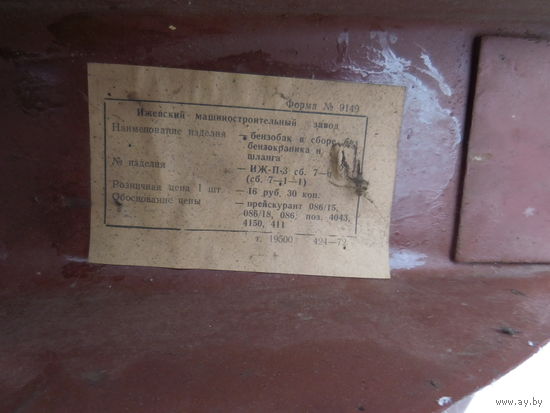 Форма № 9149
Ижевский машиностроительный завод
Наименование изделия — бензобак в сборе
бензокраника и
шланга
№ изделия — ИЖ-П-3 сб. 7—
(сб. 7—1—1)
Розничная цена 1 шт. — 16 руб. 30 коп.
Обоснование цены — прейскурант 086/15,
086/18, 086, поз. 4043,
4150, 411
т. 19500 424—72
www.ay.by